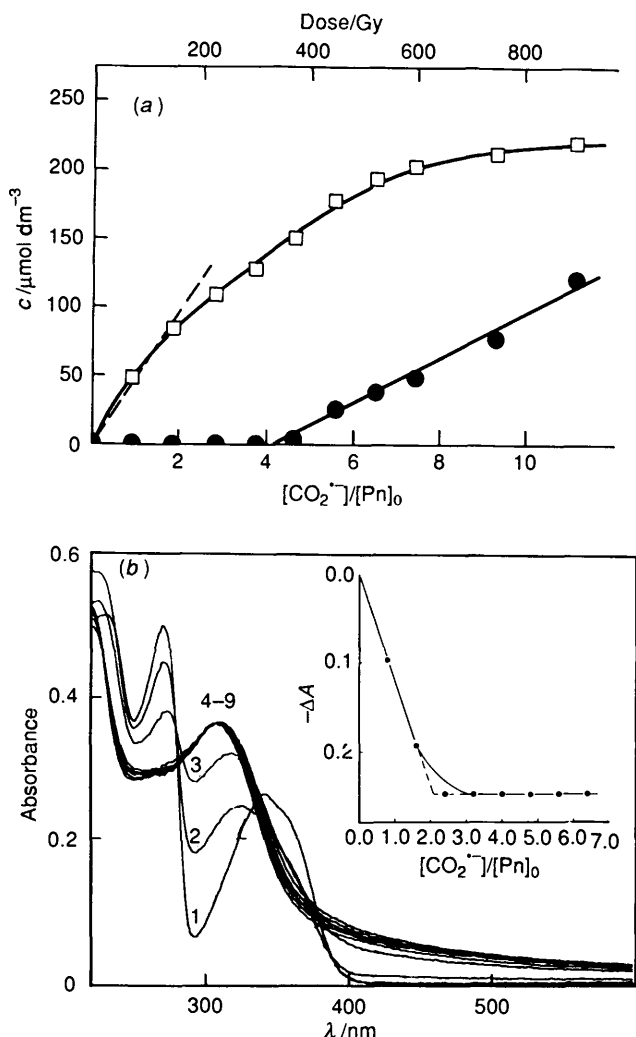 Dose/Gy
200 400 600 800
(a)
250
200
150
100
50
0
c/μmol dm⁻³
2 4 6 8 10
[CO₂•⁻]/[Pn]₀
(b)
0.6
0.4
0.2
0
Absorbance
4–9
3
2
1
300 400 500
λ/nm
0.0
0.1
0.2
−ΔA
0.0 1.0 2.0 3.0 4.0 5.0 6.0 7.0
[CO₂•⁻]/[Pn]₀